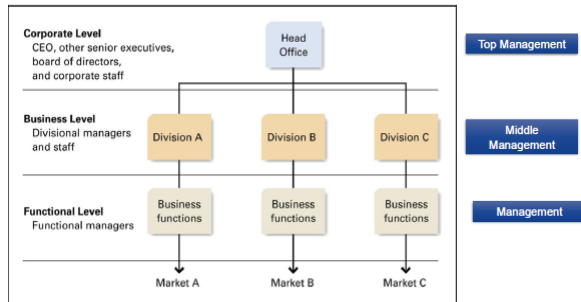 Corporate Level
CEO, other senior executives,
board of directors,
and corporate staff
Head
Office
Top Management
Business Level
Divisional managers
and staff
Division A
Division B
Division C
Middle
Management
Functional Level
Functional managers
Business
functions
Business
functions
Business
functions
Management
Market A
Market B
Market C